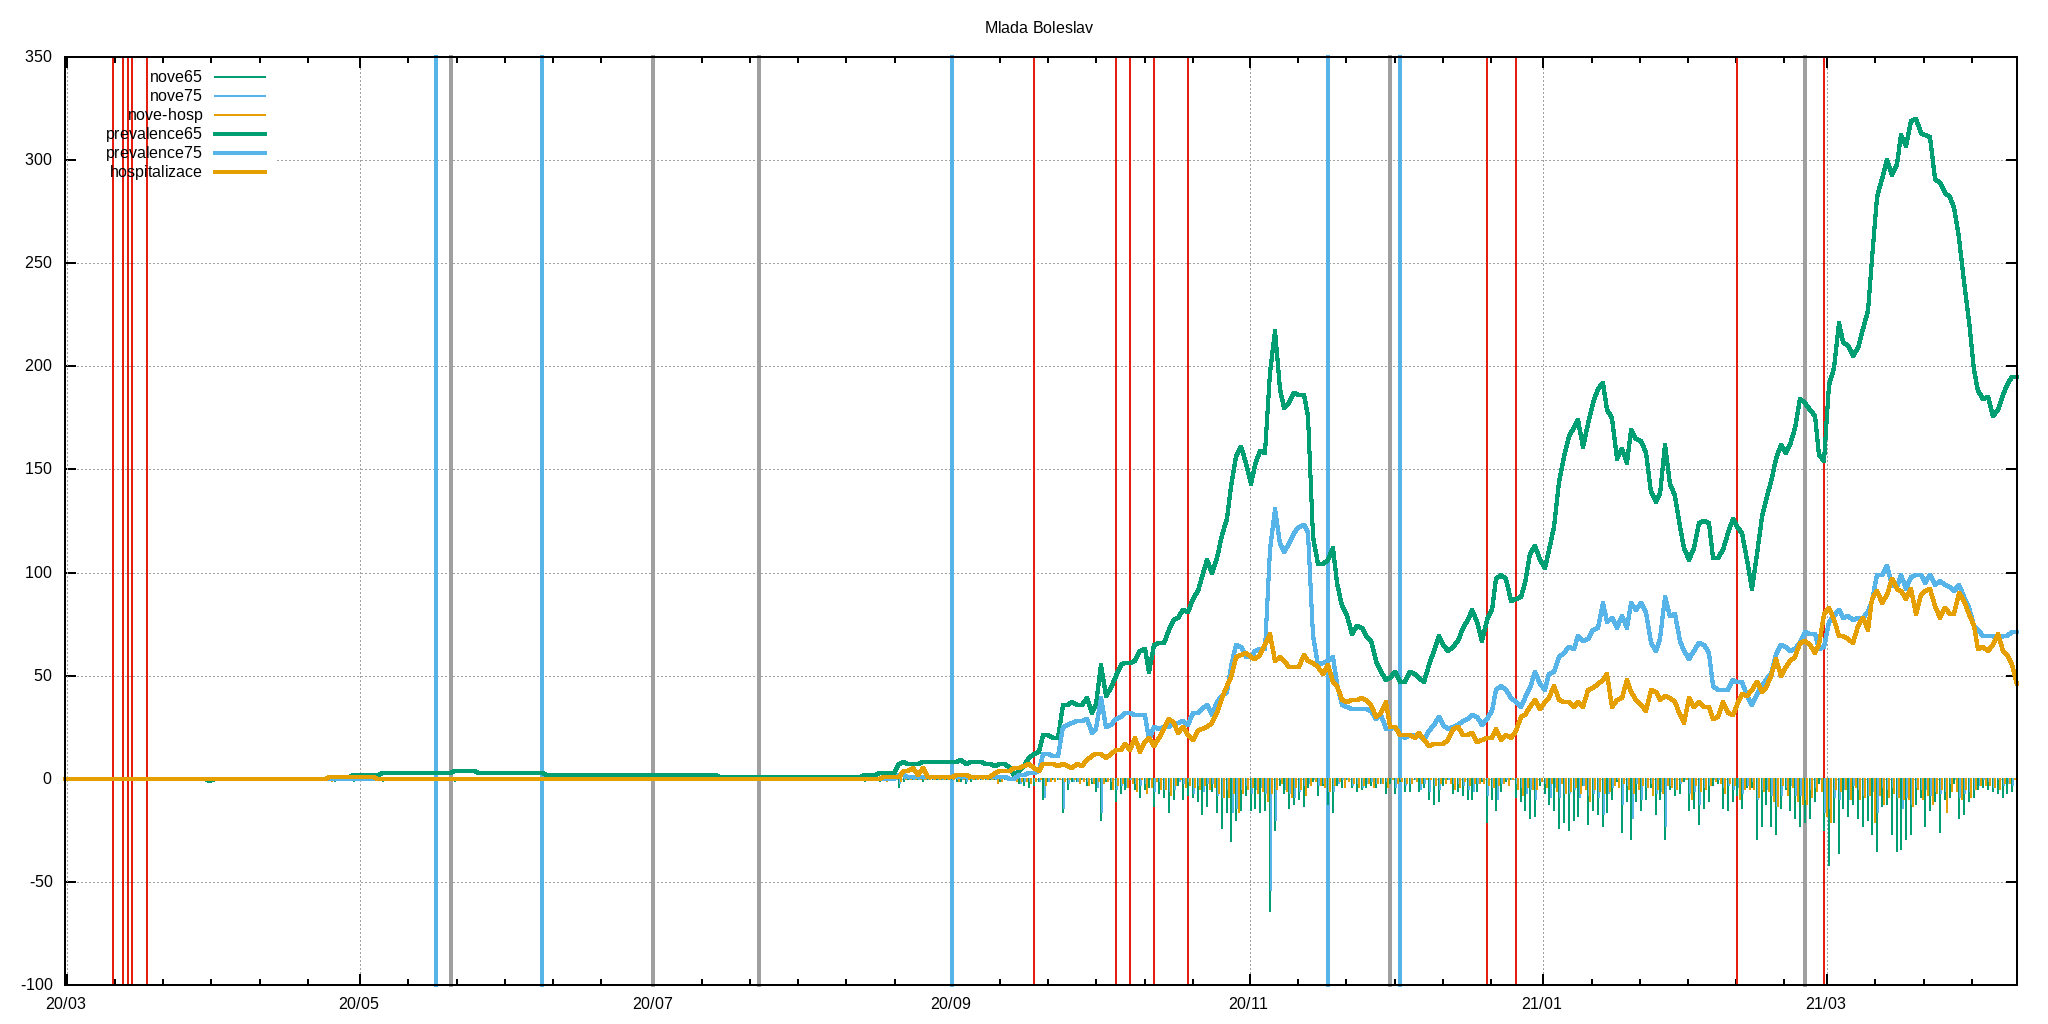 Mlada Boleslav
350
nove65
nove75
nove-hosp
prevalence65
prevalence75
hospitalizace
300
250
200
150
100
50
0
-50
-100
20/03 20/05 20/07 20/09 20/11 21/01 21/03